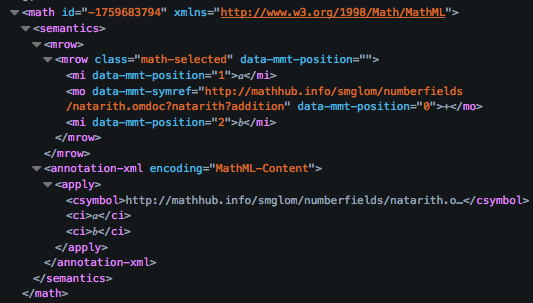 ▼<math id="-1759683794" xmlns="http://www.w3.org/1998/Math/MathML">
▼<semantics>
▼<mrow>
▼<mrow class="math-selected" data-mmt-position="">
<mi data-mmt-position="1">a</mi>
<mo data-mmt-symref="http://mathhub.info/smglom/numberfields
/natarith.omdoc?natarith?addition" data-mmt-position="0">+</mo>
<mi data-mmt-position="2">b</mi>
</mrow>
</mrow>
▼<annotation-xml encoding="MathML-Content">
▼<apply>
<csymbol>http://mathhub.info/smglom/numberfields/natarith.o…</csymbol>
<ci>a</ci>
<ci>b</ci>
</apply>
</annotation-xml>
</semantics>
</math>